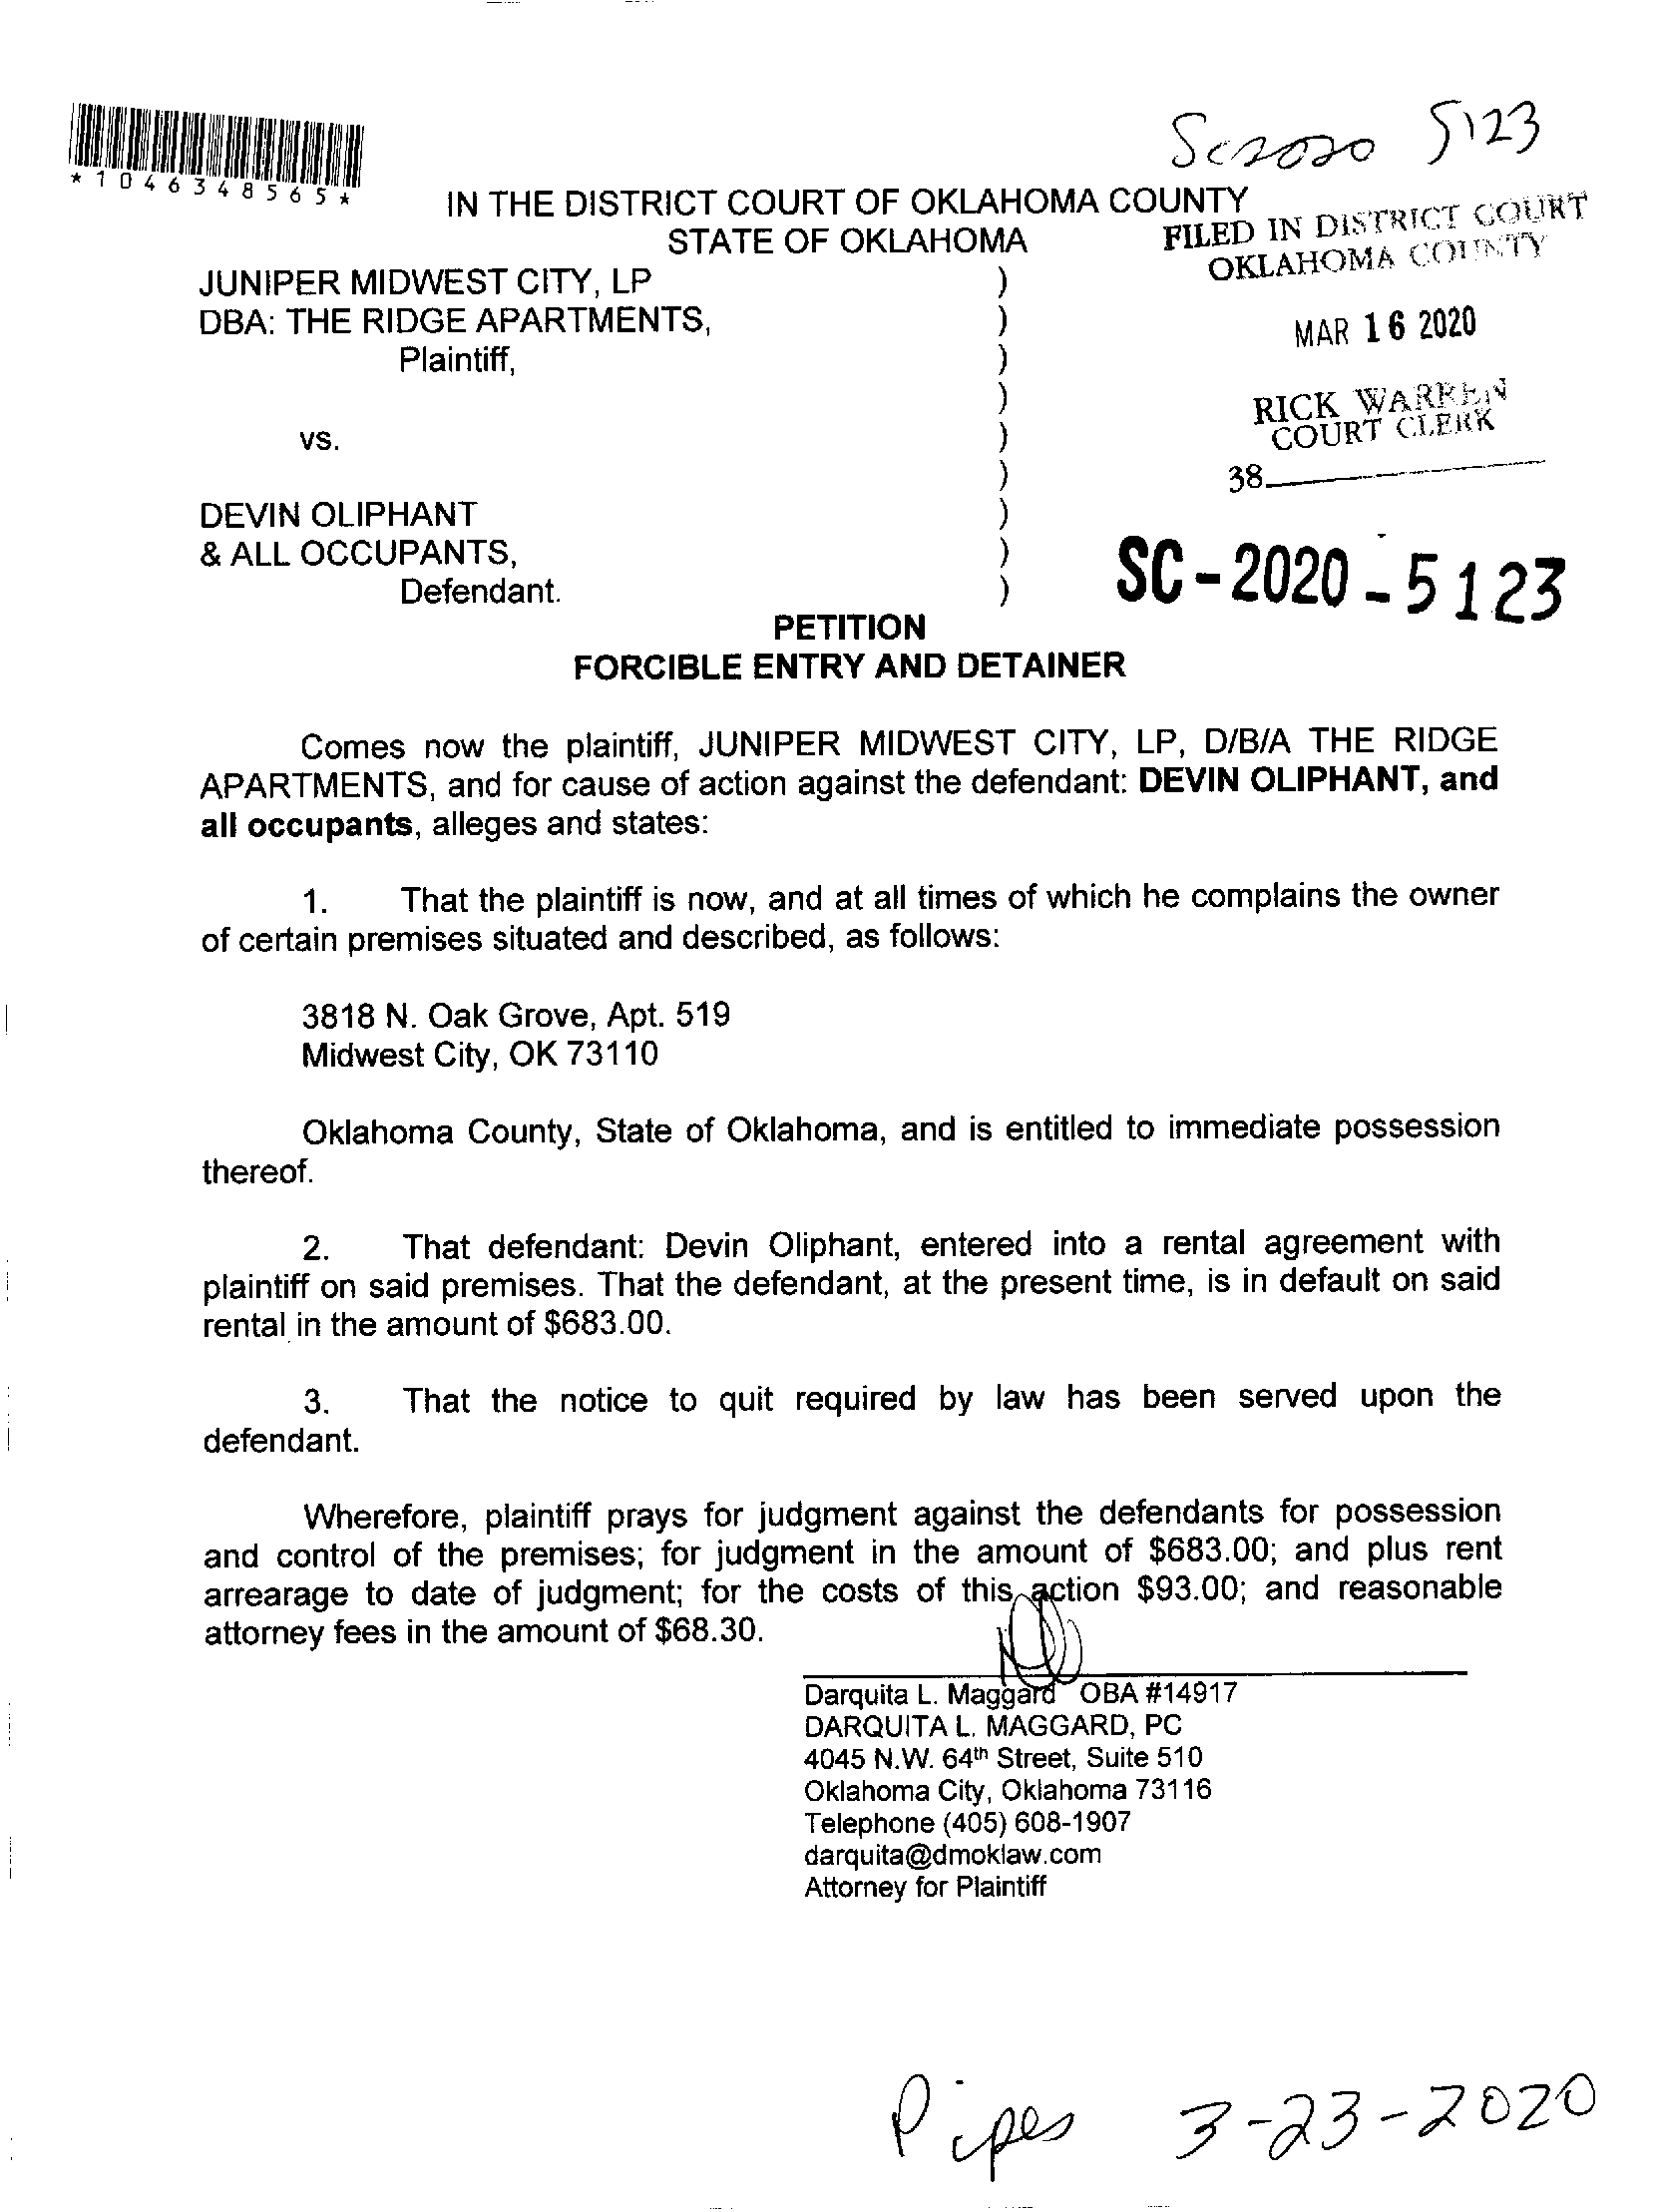 Sc2020 5123
*1046348565*
IN THE DISTRICT COURT OF OKLAHOMA COUNTY
STATE OF OKLAHOMA
FILED IN DISTRICT COURT
OKLAHOMA COUNTY
MAR 16 2020
RICK WARREN
COURT CLERK
38
JUNIPER MIDWEST CITY, LP )
DBA: THE RIDGE APARTMENTS, )
Plaintiff, )
)
vs. )
)
DEVIN OLIPHANT )
& ALL OCCUPANTS, )
Defendant. )
SC-2020-5123
PETITION
FORCIBLE ENTRY AND DETAINER
Comes now the plaintiff, JUNIPER MIDWEST CITY, LP, D/B/A THE RIDGE
APARTMENTS, and for cause of action against the defendant: DEVIN OLIPHANT, and
all occupants, alleges and states:
1. That the plaintiff is now, and at all times of which he complains the owner
of certain premises situated and described, as follows:
3818 N. Oak Grove, Apt. 519
Midwest City, OK 73110
Oklahoma County, State of Oklahoma, and is entitled to immediate possession
thereof.
2. That defendant: Devin Oliphant, entered into a rental agreement with
plaintiff on said premises. That the defendant, at the present time, is in default on said
rental in the amount of $683.00.
3. That the notice to quit required by law has been served upon the
defendant.
Wherefore, plaintiff prays for judgment against the defendants for possession
and control of the premises; for judgment in the amount of $683.00; and plus rent
arrearage to date of judgment; for the costs of this action $93.00; and reasonable
attorney fees in the amount of $68.30.
Darquita L. Maggard OBA #14917
DARQUITA L. MAGGARD, PC
4045 N.W. 64th Street, Suite 510
Oklahoma City, Oklahoma 73116
Telephone (405) 608-1907
darquita@dmoklaw.com
Attorney for Plaintiff
Pipes 3-23-2020